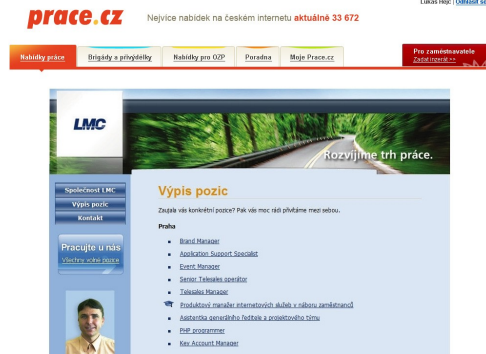 Lukáš Hejc | Odhlásit se
prace.cz
Nejvíce nabídek na českém internetu aktuálně 33 672
Nabídky práce
Brigády a přivýdělky
Nabídky pro OZP
Poradna
Moje Prace.cz
Pro zaměstnavatele
Zadat inzerát >>
LMC
Rozvíjíme trh práce.
Společnost LMC
Výpis pozic
Kontakt
Pracujte u nás
Všechny volné pozice
Výpis pozic
Zaujala vás konkrétní pozice? Pak vás moc rádi přivítáme mezi sebou.
Praha
Brand Manager
Application Support Specialist
Event Manager
Senior Telesales operátor
Telesales Manager
Produktový manažer internetových služeb v náboru zaměstnanců
Asistentka generálního ředitele a projektového týmu
PHP programmer
Key Account Manager